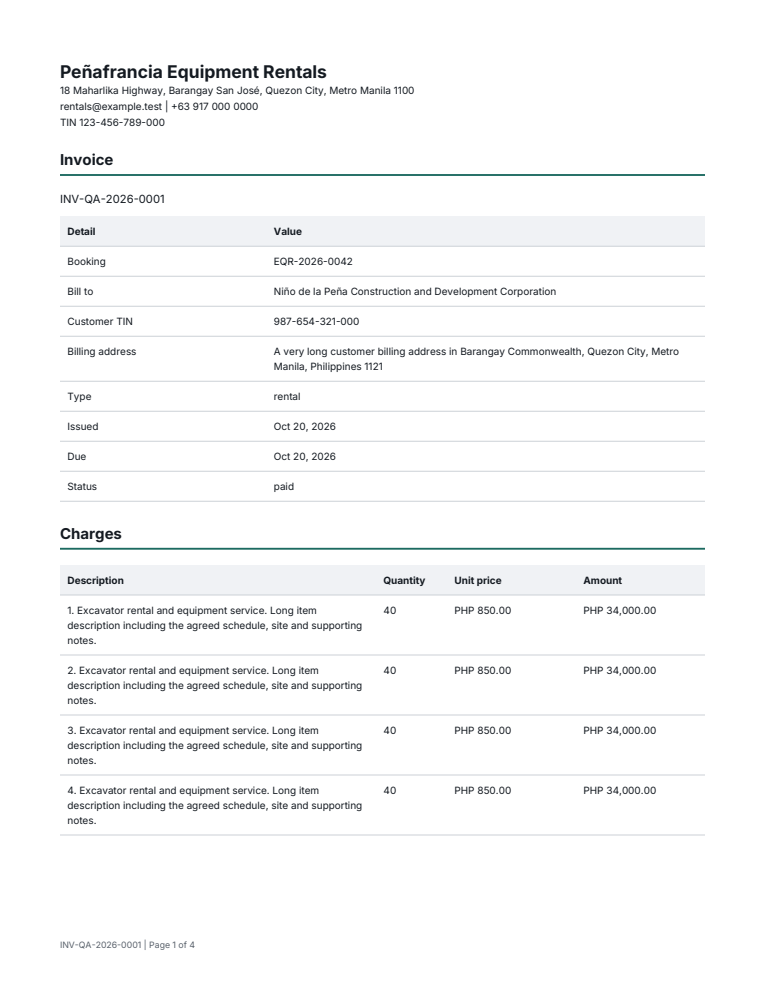 Peñafrancia Equipment Rentals
18 Maharlika Highway, Barangay San José, Quezon City, Metro Manila 1100
rentals@example.test | +63 917 000 0000
TIN 123-456-789-000
Invoice
INV-QA-2026-0001
Detail Value
Booking EQR-2026-0042
Bill to Niño de la Peña Construction and Development Corporation
Customer TIN 987-654-321-000
Billing address A very long customer billing address in Barangay Commonwealth, Quezon City, Metro
Manila, Philippines 1121
Type rental
Issued Oct 20, 2026
Due Oct 20, 2026
Status paid
Charges
Description Quantity Unit price Amount
1. Excavator rental and equipment service. Long item 40 PHP 850.00 PHP 34,000.00
description including the agreed schedule, site and supporting
notes.
2. Excavator rental and equipment service. Long item 40 PHP 850.00 PHP 34,000.00
description including the agreed schedule, site and supporting
notes.
3. Excavator rental and equipment service. Long item 40 PHP 850.00 PHP 34,000.00
description including the agreed schedule, site and supporting
notes.
4. Excavator rental and equipment service. Long item 40 PHP 850.00 PHP 34,000.00
description including the agreed schedule, site and supporting
notes.
INV-QA-2026-0001 | Page 1 of 4